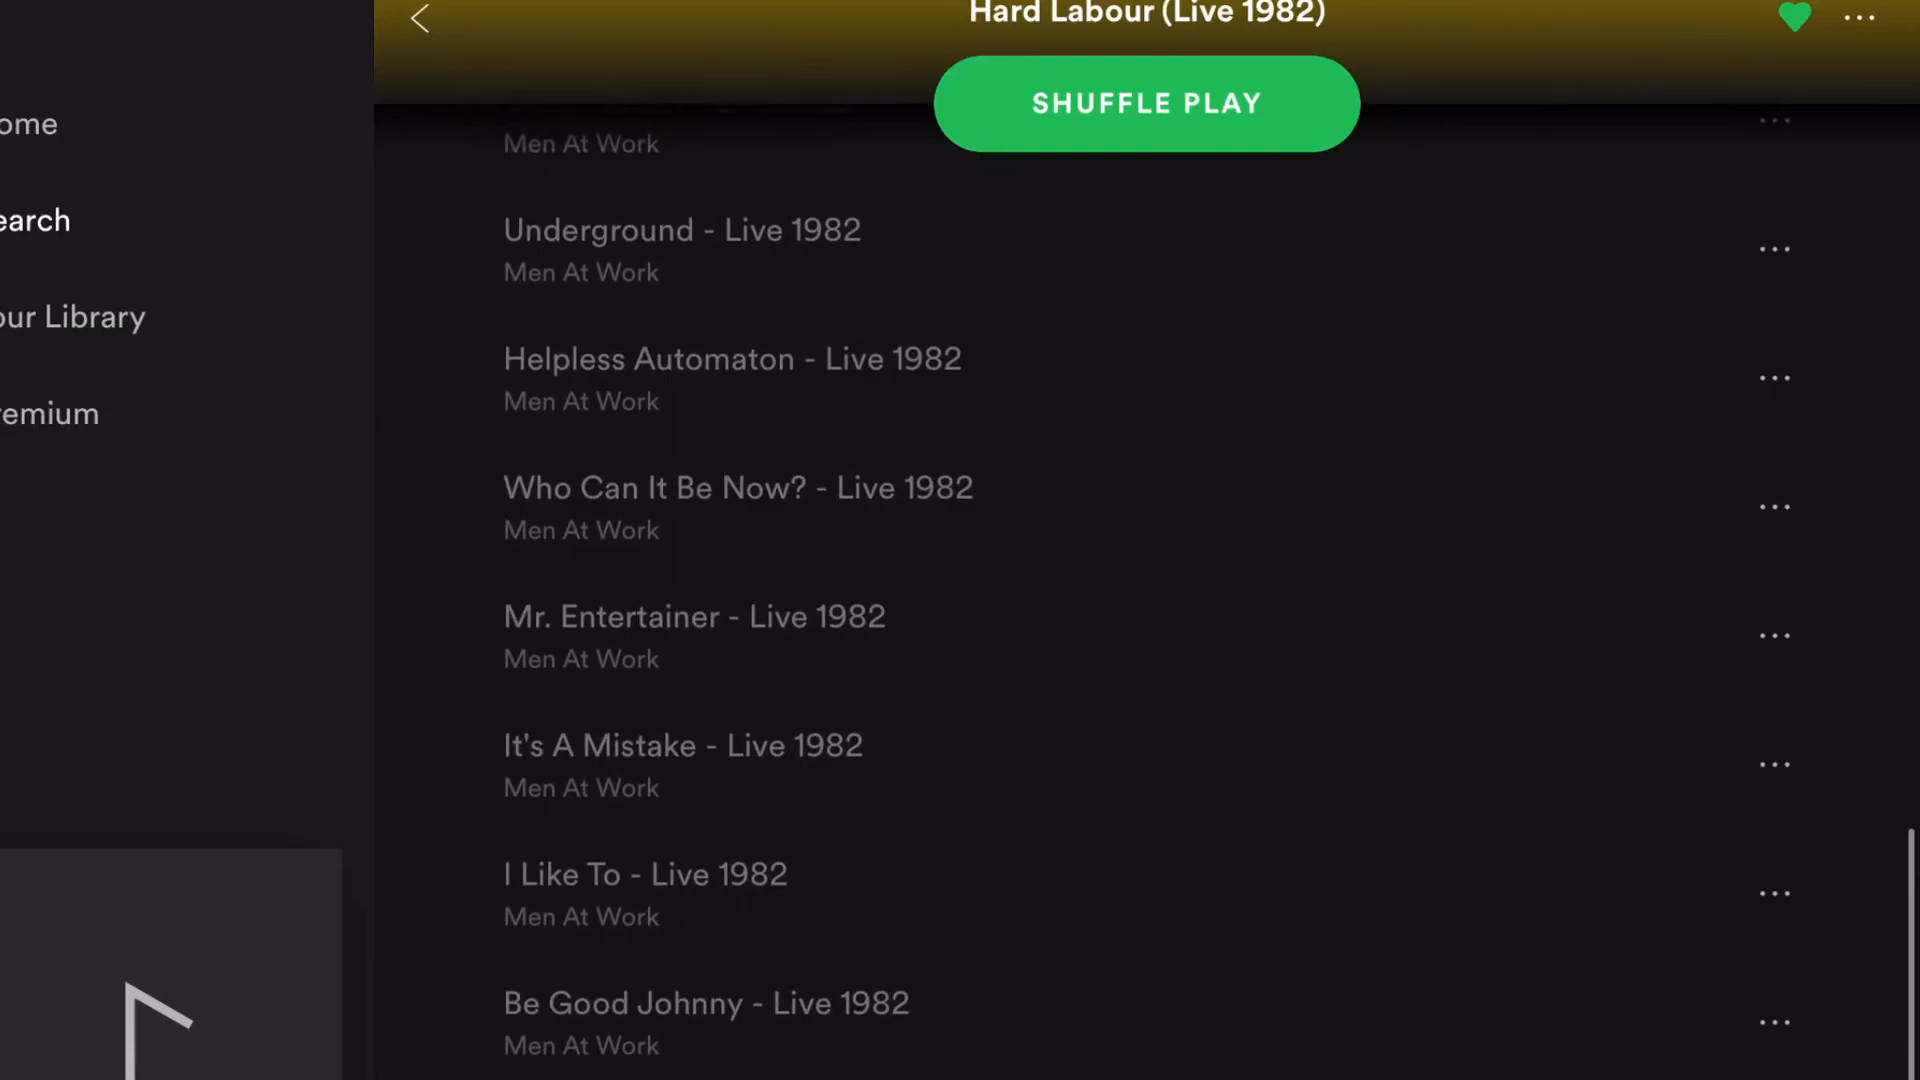 Hard Labour (Live 1982)
SHUFFLE PLAY
ome
earch
our Library
remium
Men At Work
Underground - Live 1982
Men At Work
Helpless Automaton - Live 1982
Men At Work
Who Can It Be Now? - Live 1982
Men At Work
Mr. Entertainer - Live 1982
Men At Work
It's A Mistake - Live 1982
Men At Work
I Like To - Live 1982
Men At Work
Be Good Johnny - Live 1982
Men At Work